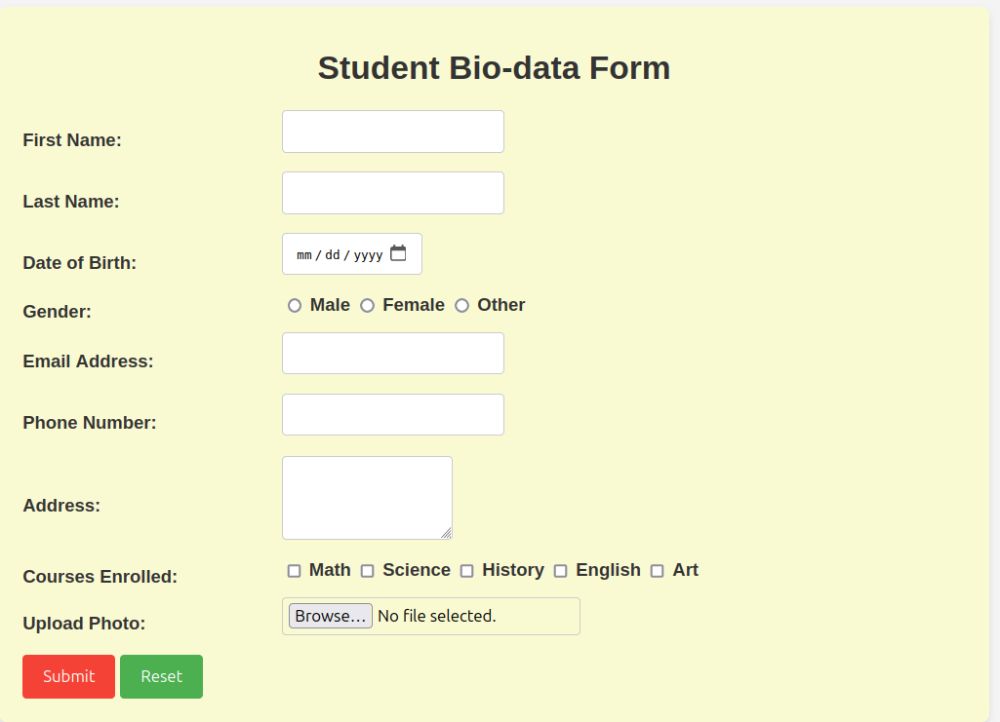 Student Bio-data Form
First Name:
Last Name:
Date of Birth: mm / dd / yyyy
Gender: Male Female Other
Email Address:
Phone Number:
Address:
Courses Enrolled: Math Science History English Art
Upload Photo: Browse... No file selected.
Submit Reset